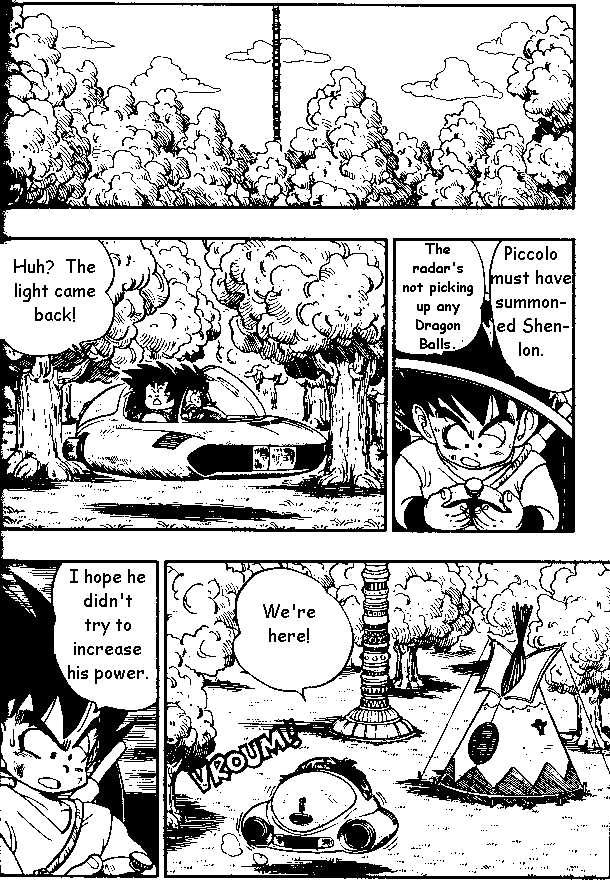 Huh? The
light came
back!
Piccolo
must have
summon-
ed Shen-
lon.
The
radar's
not picking
up any
Dragon
Balls.
I hope he
didn't
try to
increase
his power.
We're
here!
VROUM!